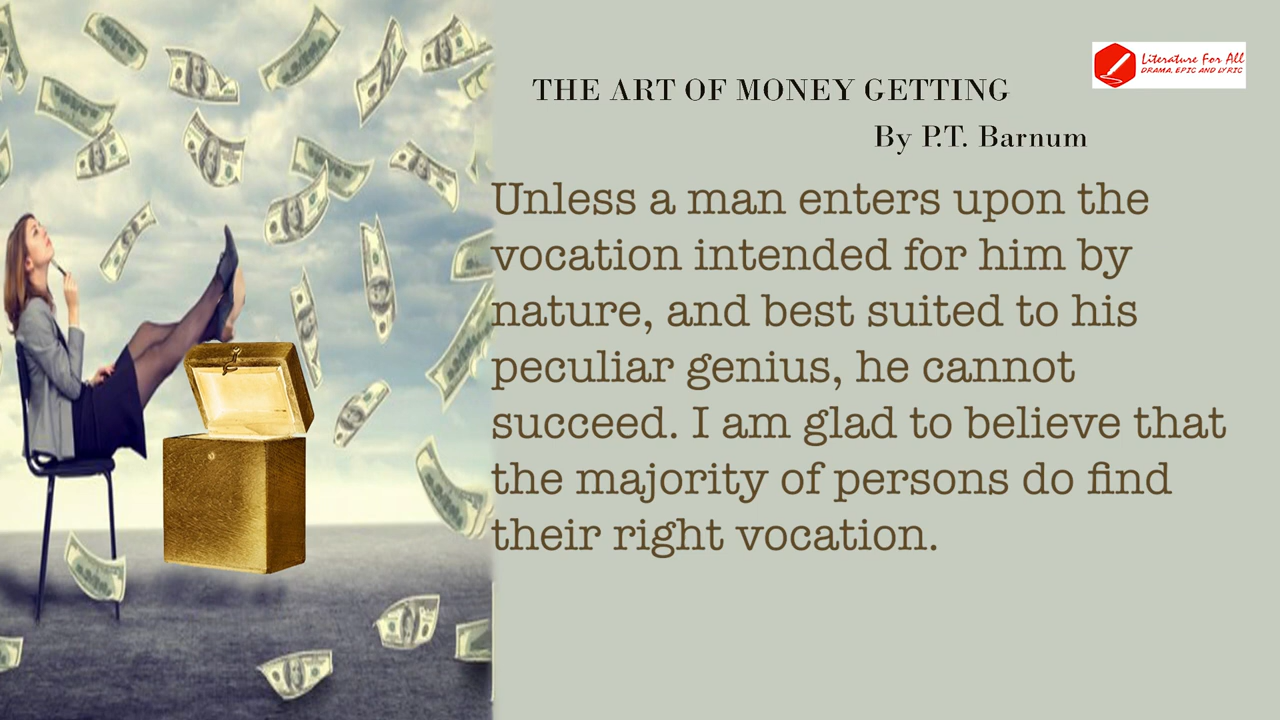 THE ART OF MONEY GETTING
Literature For All
DRAMA, EPIC AND LYRIC
By P.T. Barnum
Unless a man enters upon the
vocation intended for him by
nature, and best suited to his
peculiar genius, he cannot
succeed. I am glad to believe that
the majority of persons do find
their right vocation.